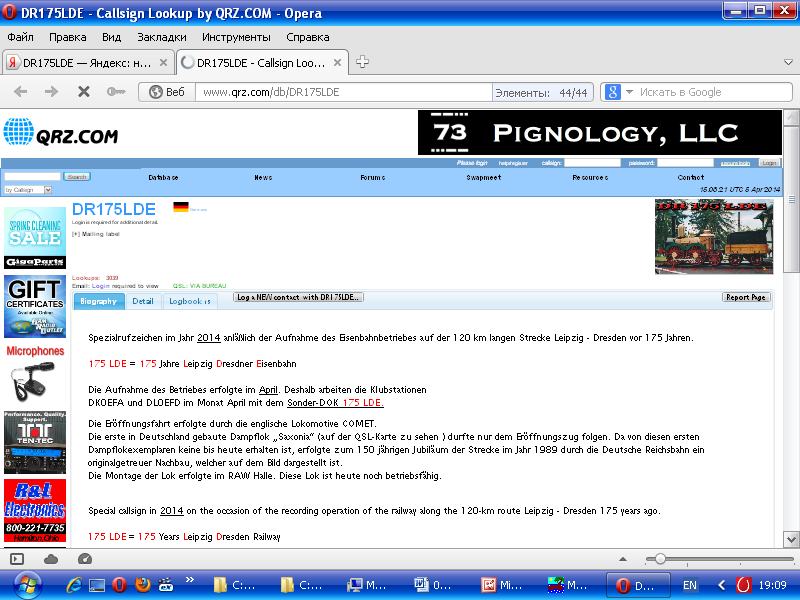 DR175LDE - Callsign Lookup by QRZ.COM - Opera
Файл Правка Вид Закладки Инструменты Справка
DR175LDE — Яндекс: н... DR175LDE - Callsign Loo...
Веб www.qrz.com/db/DR175LDE Элементы: 44/44 Искать в Google
QRZ.COM
73 PIGNOLOGY, LLC
Please login help/register callsign: password: secure login Login
Search
Database News Forums Swapmeet Resources Contact
by Callsign
15:08:21 UTC 5 Apr 2014
DR175LDE
Germany
Login is required for additional detail.
[+] Mailing label
DR 175 LDE
SPRING CLEANING
SALE
GigaParts
Lookups: 3039
Email: Login required to view QSL: VIA BUREAU
GIFT
CERTIFICATES
Available Online
HAM RADIO
OUTLET
Biography Detail Logbook Log a NEW contact with DR175LDE... Report Page
Spezialrufzeichen im Jahr 2014 anläßlich der Aufnahme des Eisenbahnbetriebes auf der 120 km langen Strecke Leipzig - Dresden vor 175 Jahren.
Microphones
175 LDE = 175 Jahre Leipzig Dresdner Eisenbahn
Die Aufnahme des Betriebes erfolgte im April. Deshalb arbeiten die Klubstationen
DK0EFA und DL0EFD im Monat April mit dem Sonder-DOK 175 LDE.
Performance. Quality.
Support.
TEN-TEC
Die Eröffnungsfahrt erfolgte durch die englische Lokomotive COMET.
Die erste in Deutschland gebaute Dampflok „Saxonia“ (auf der QSL-Karte zu sehen ) durfte nur dem Eröffnungszug folgen. Da von diesen ersten
Dampflokexemplaren keine bis heute erhalten ist, erfolgte zum 150 jährigen Jubiläum der Strecke im Jahr 1989 durch die Deutsche Reichsbahn ein
originalgetreuer Nachbau, welcher auf dem Bild dargestellt ist.
Die Montage der Lok erfolgte im RAW Halle. Diese Lok ist heute noch betriebsfähig.
R&L
Electronics
800-221-7735
Hamilton, Ohio
Special callsign in 2014 on the occasion of the recording operation of the railway along the 120-km route Leipzig - Dresden 175 years ago.
175 LDE = 175 Years Leipzig Dresden Railway
C:... C:... M... 0... Mi... M... D... EN 19:09